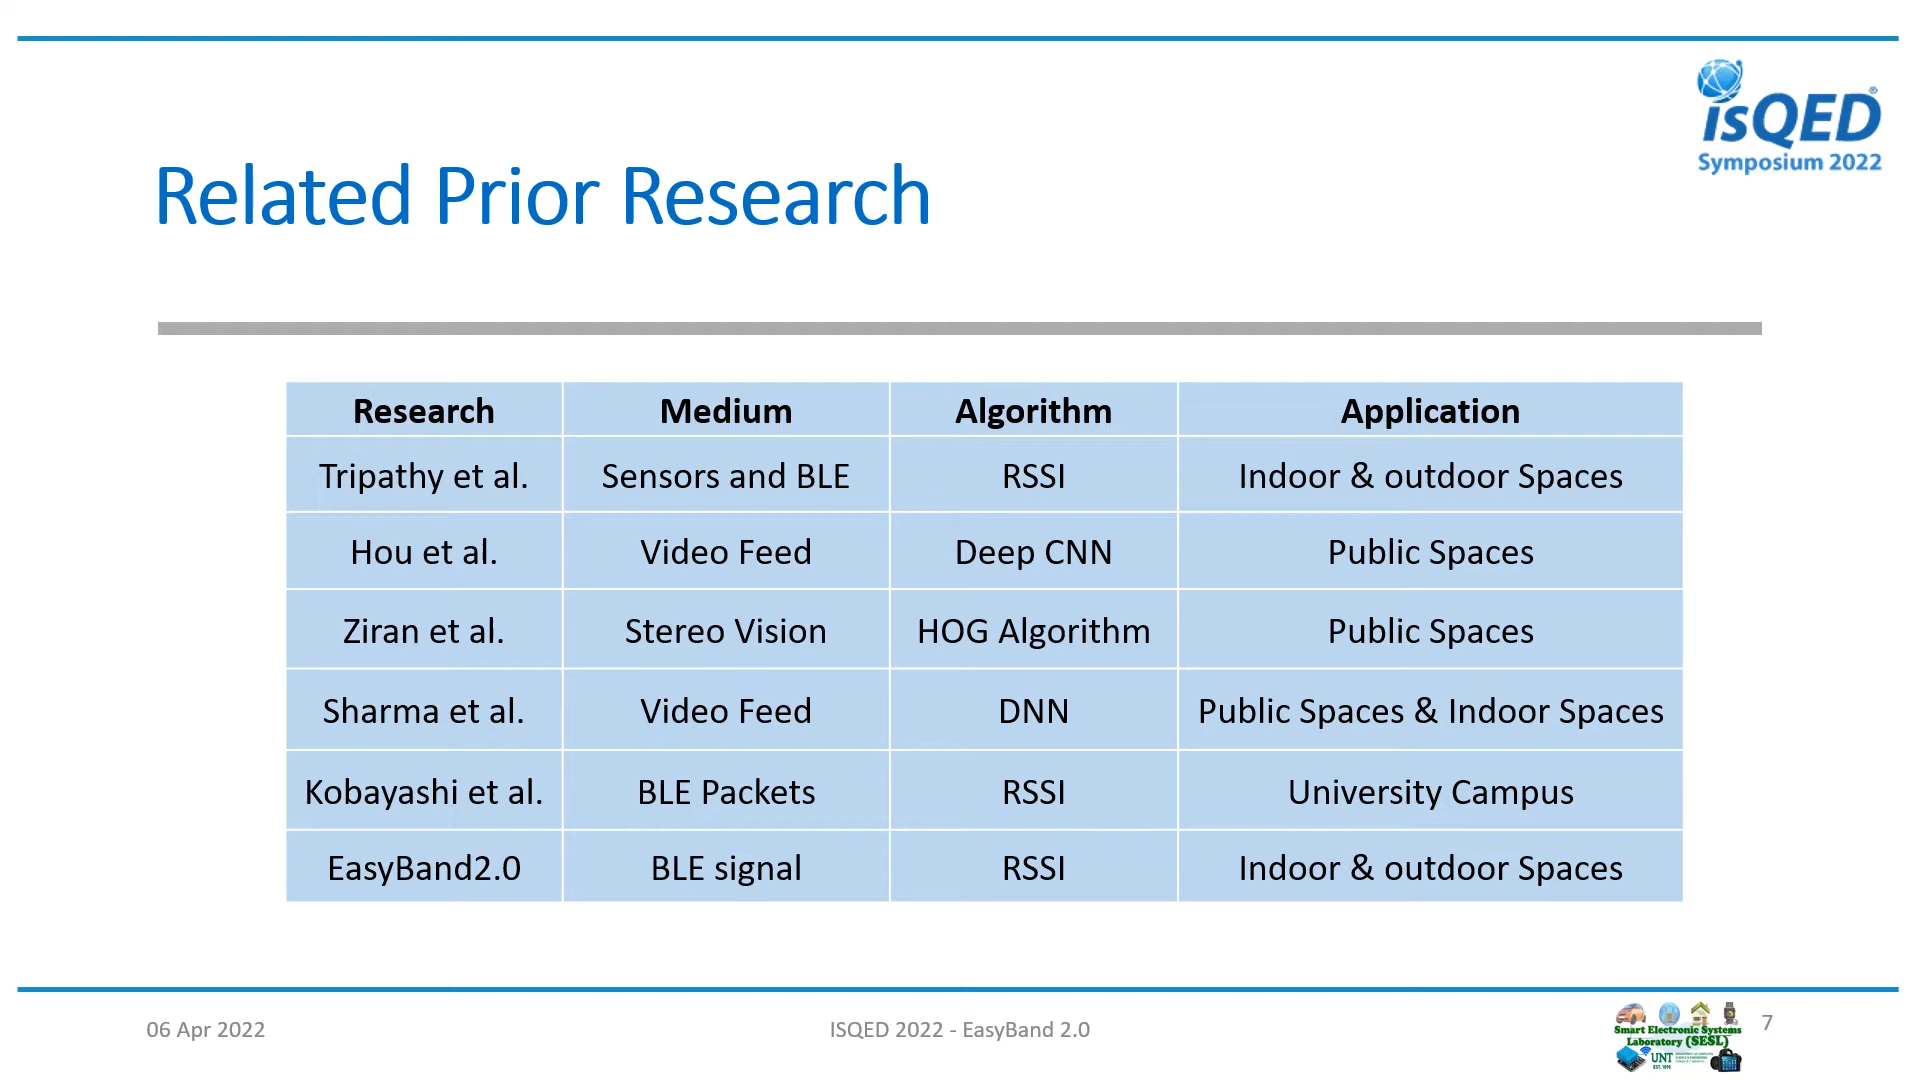 isQED®
Symposium 2022
Related Prior Research
Research Medium Algorithm Application
Tripathy et al. Sensors and BLE RSSI Indoor & outdoor Spaces
Hou et al. Video Feed Deep CNN Public Spaces
Ziran et al. Stereo Vision HOG Algorithm Public Spaces
Sharma et al. Video Feed DNN Public Spaces & Indoor Spaces
Kobayashi et al. BLE Packets RSSI University Campus
EasyBand2.0 BLE signal RSSI Indoor & outdoor Spaces
06 Apr 2022
ISQED 2022 - EasyBand 2.0
Smart Electronic Systems
Laboratory (SESL)
UNT
EST. 1890
7